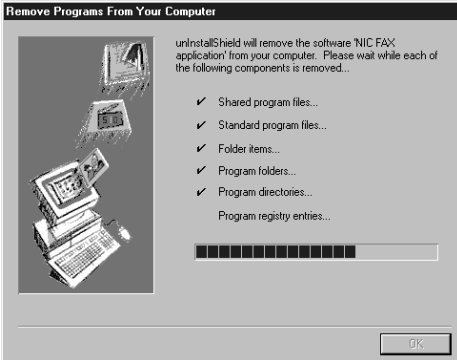 Remove Programs From Your Computer
unInstallShield will remove the software 'NIC FAX
application' from your computer. Please wait while each of
the following components is removed...
✔ Shared program files...
✔ Standard program files...
✔ Folder items...
✔ Program folders...
✔ Program directories...
Program registry entries...
OK